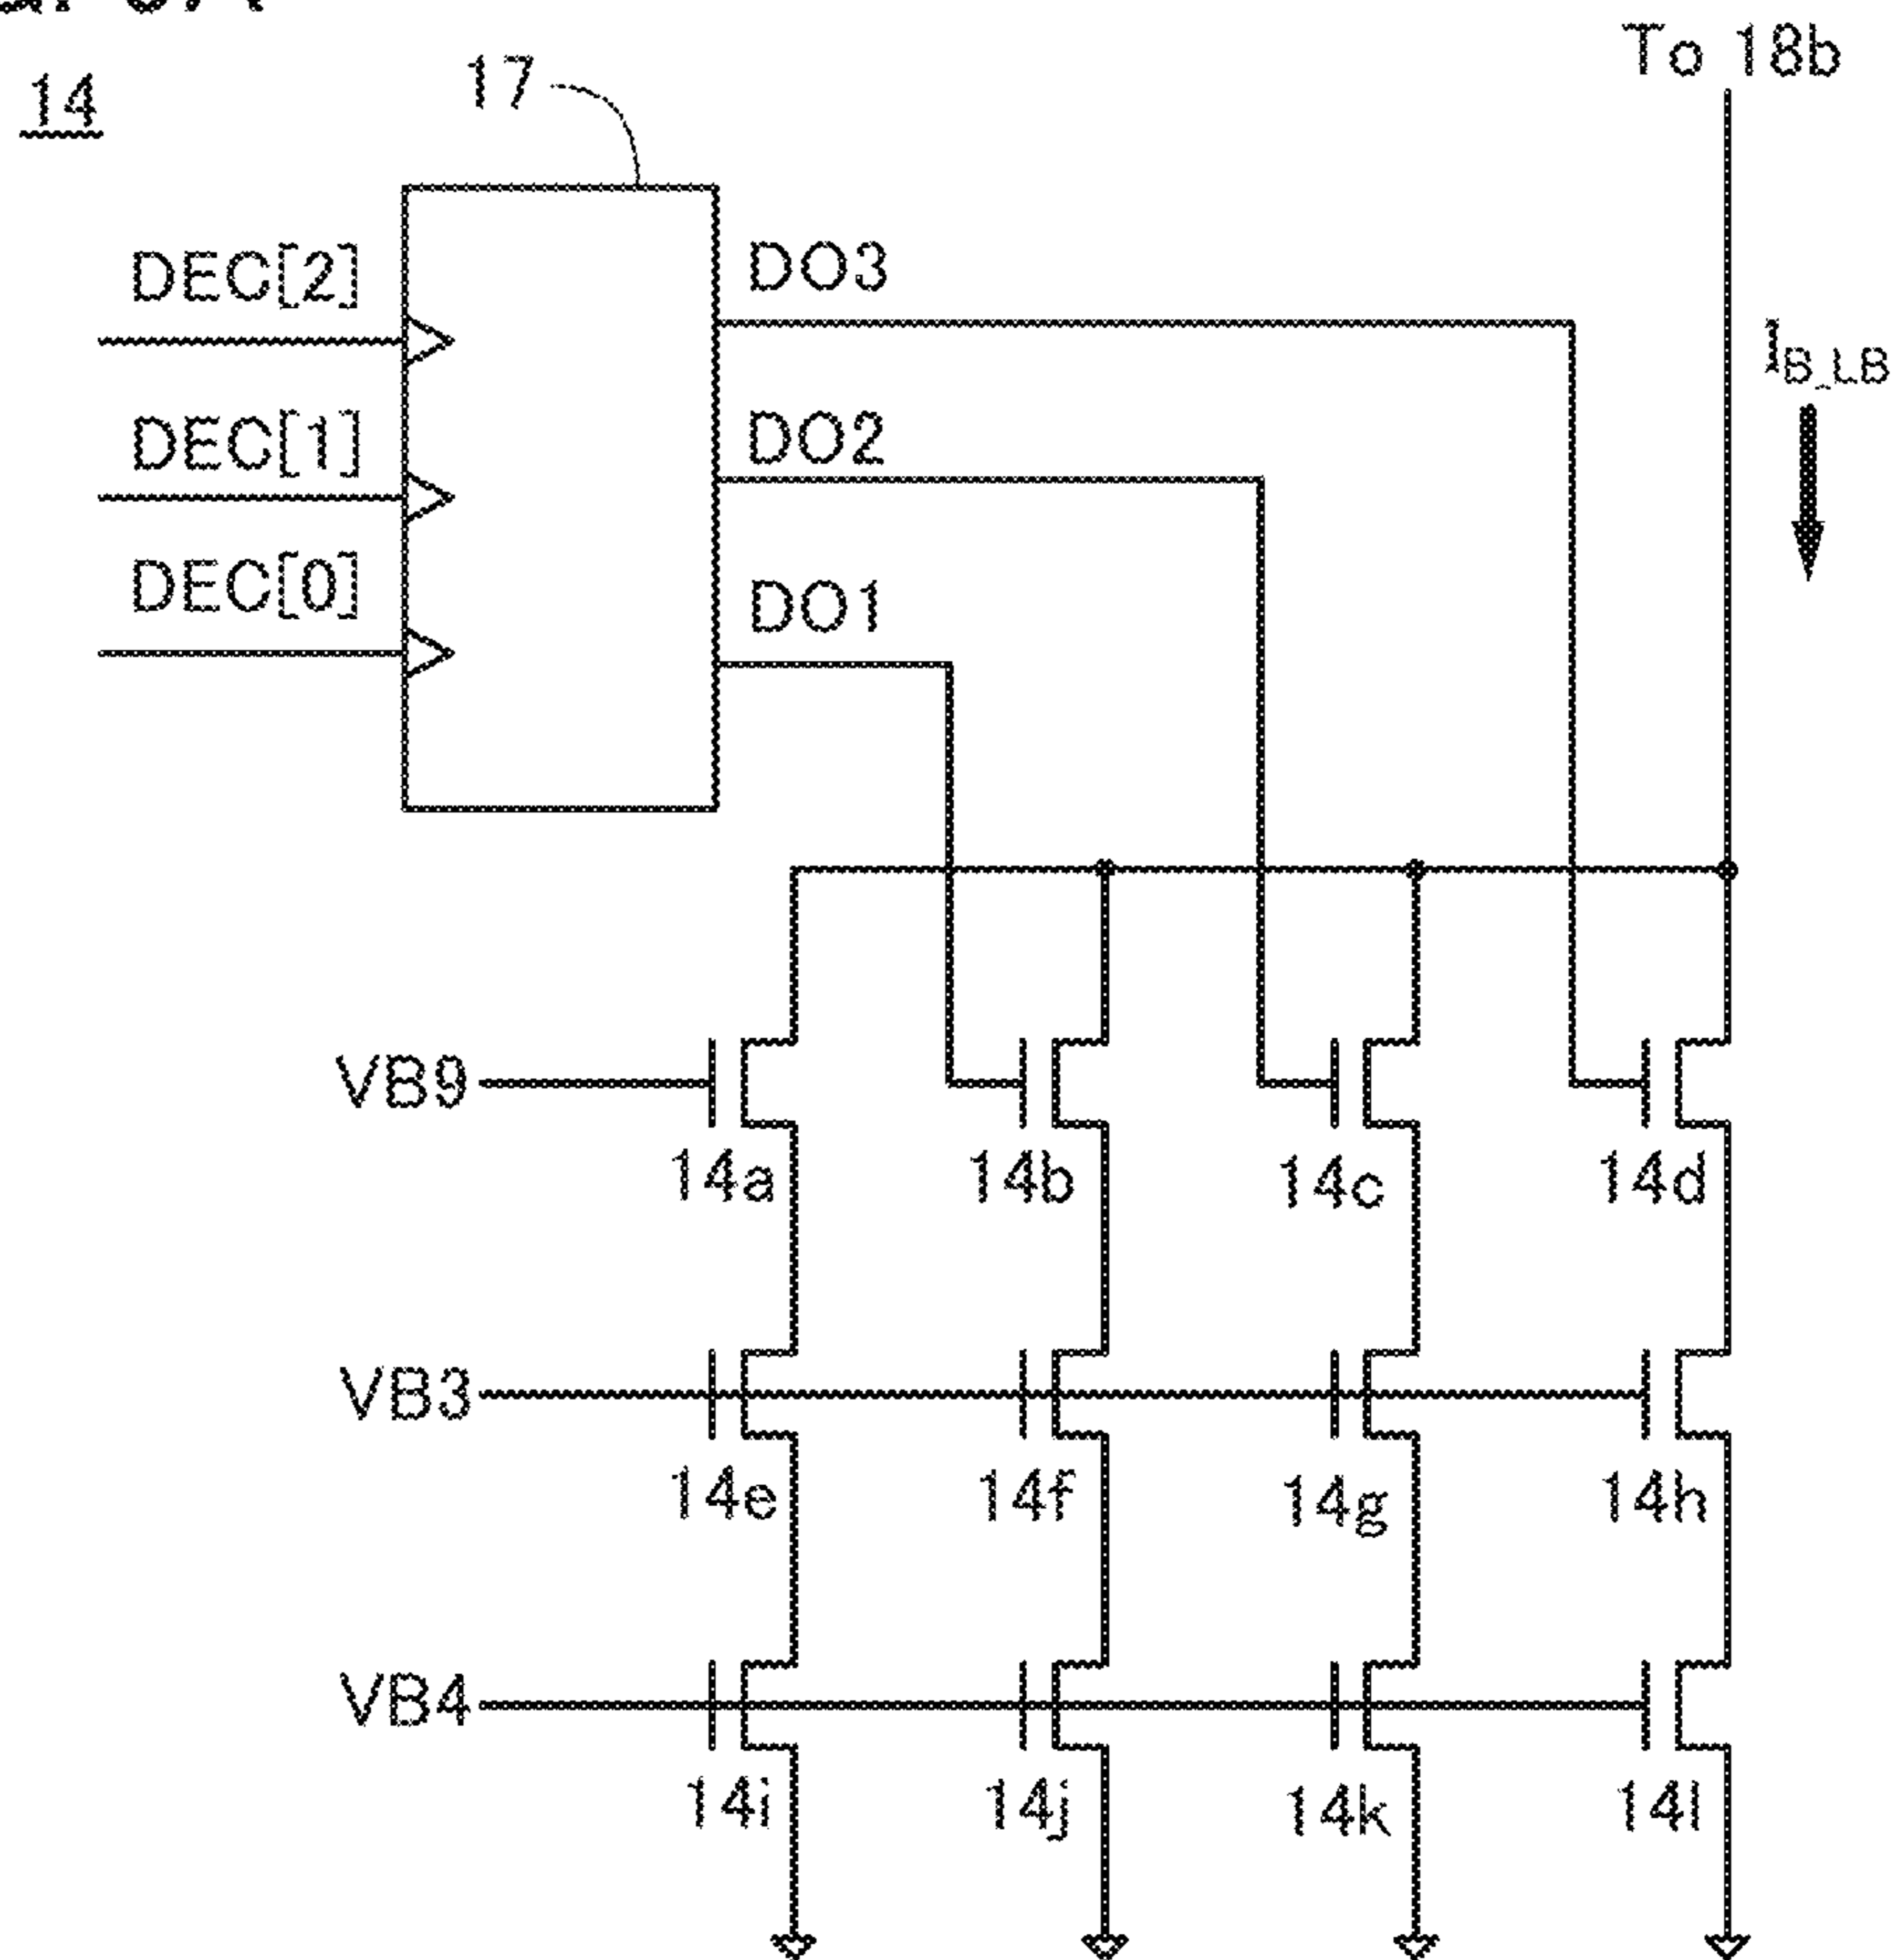 To 18b
14
17
DEC[2]
DO3
I_B_LB
DEC[1]
DO2
DEC[0]
DO1
VB9
14a
14b
14c
14d
VB3
14e
14f
14g
14h
VB4
14i
14j
14k
14l